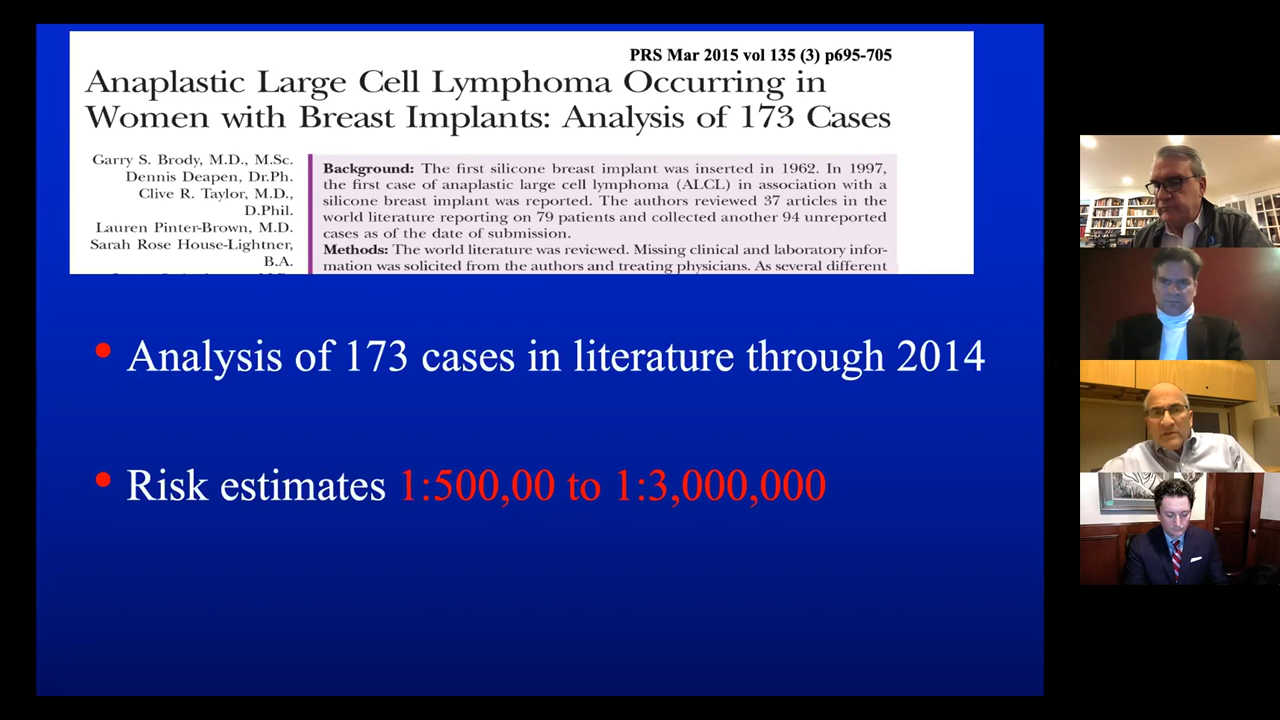 PRS Mar 2015 vol 135 (3) p695-705
Anaplastic Large Cell Lymphoma Occurring in
Women with Breast Implants: Analysis of 173 Cases
Garry S. Brody, M.D., M.Sc.
Dennis Deapen, Dr.Ph.
Clive R. Taylor, M.D.,
D.Phil.
Lauren Pinter-Brown, M.D.
Sarah Rose House-Lightner,
B.A.
Background: The first silicone breast implant was inserted in 1962. In 1997,
the first case of anaplastic large cell lymphoma (ALCL) in association with a
silicone breast implant was reported. The authors reviewed 37 articles in the
world literature reporting on 79 patients and collected another 94 unreported
cases as of the date of submission.
Methods: The world literature was reviewed. Missing clinical and laboratory infor-
mation was solicited from the authors and treating physicians. As several different
• Analysis of 173 cases in literature through 2014
• Risk estimates 1:500,00 to 1:3,000,000